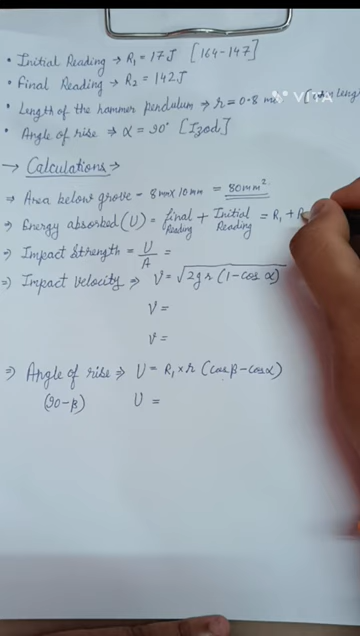 • Initial Reading → R₁ = 17J [164-147]
• Final Reading → R₂ = 142J
• Length of the hammer pendulum → r = 0.8 m
• Angle of rise → α = 90° [Izod]
→ Calculations →
⇒ Area below grove - 8mm x 10mm = 80mm².
⇒ Energy absorbed (U) = final Reading + Initial Reading = R₁ + R
⇒ Impact Strength = U/A =
⇒ Impact Velocity ⇒ V = √2gr (1-cos α)
V =
V =
⇒ Angle of rise ⇒ U = R₁ × r (cosβ - cosα)
(90-β) U =